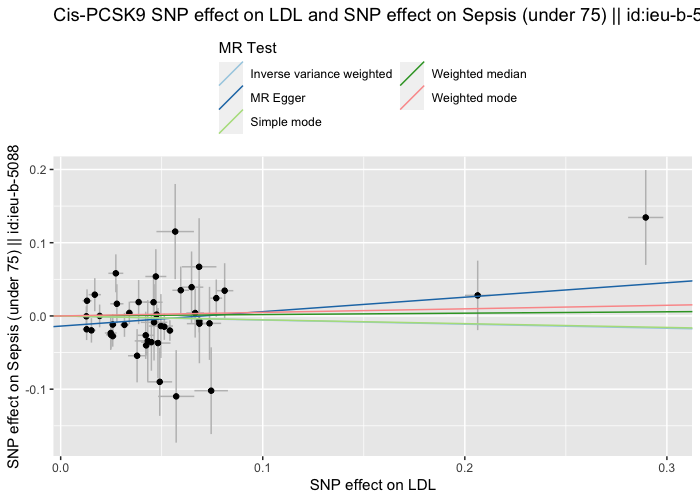 Cis-PCSK9 SNP effect on LDL and SNP effect on Sepsis (under 75) || id:ieu-b-5
MR Test
Inverse variance weighted
Weighted median
MR Egger
Weighted mode
Simple mode
SNP effect on Sepsis (under 75) || id:ieu-b-5088
0.2
0.1
0.0
-0.1
0.0
0.1
0.2
0.3
SNP effect on LDL